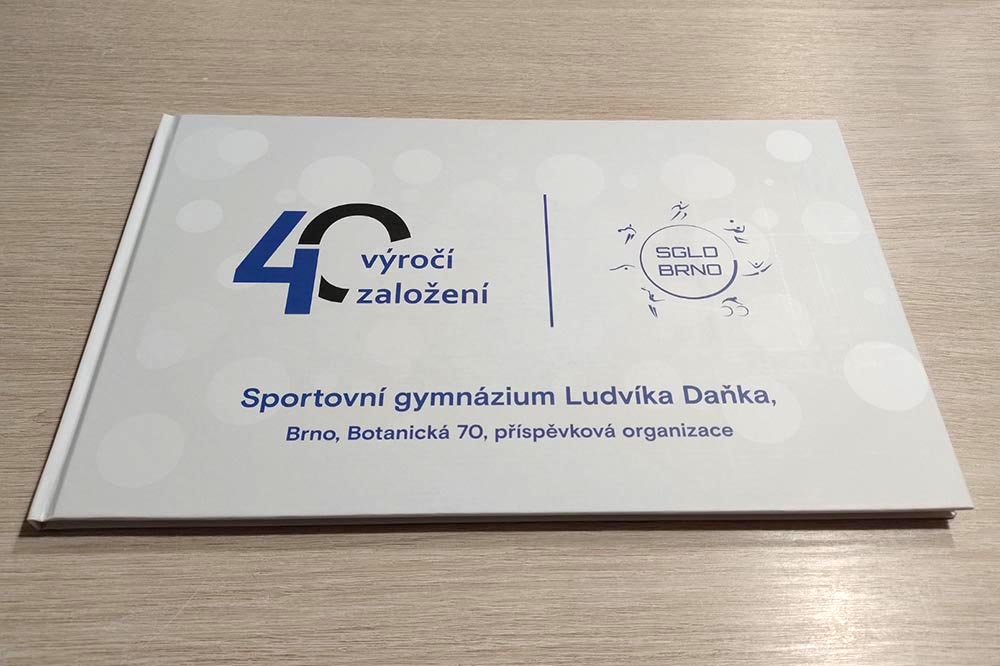 40
výročí
založení
SGLD
BRNO
Sportovní gymnázium Ludvíka Daňka,
Brno, Botanická 70, příspěvková organizace